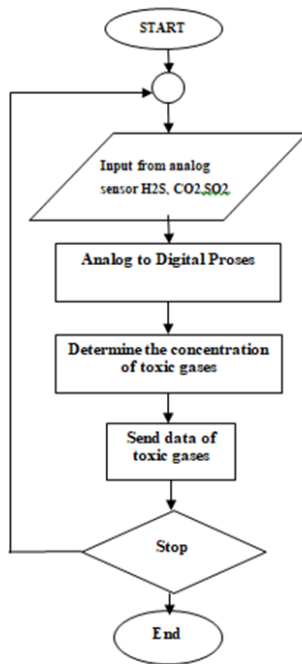 START
Input from analog
sensor H2S, CO2,SO2
Analog to Digital Proses
Determine the concentration
of toxic gases
Send data of
toxic gases
Stop
End